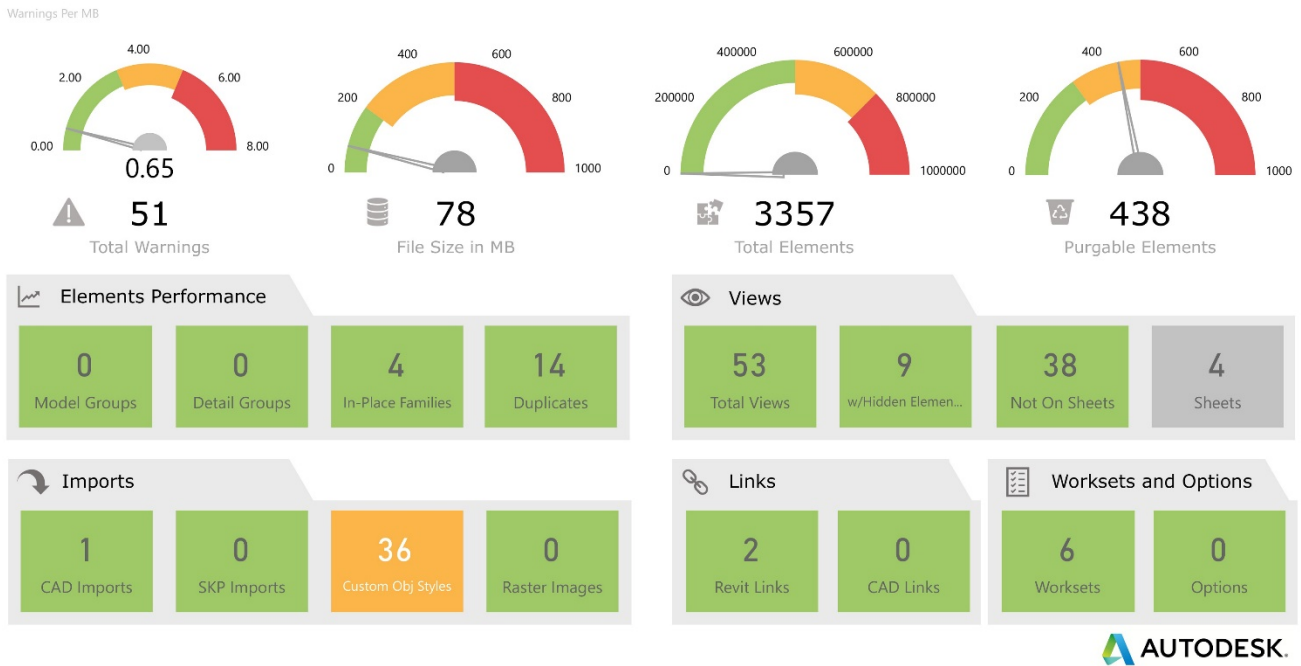 Warnings Per MB
4.00
2.00
6.00
0.00
8.00
0.65
51
Total Warnings
400
600
200
800
0
1000
78
File Size in MB
400000
600000
200000
800000
0
1000000
3357
Total Elements
400
600
200
800
0
1000
438
Purgable Elements
Elements Performance
0
Model Groups
0
Detail Groups
4
In-Place Families
14
Duplicates
Views
53
Total Views
9
w/Hidden Elemen...
38
Not On Sheets
4
Sheets
Imports
1
CAD Imports
0
SKP Imports
36
Custom Obj Styles
0
Raster Images
Links
2
Revit Links
0
CAD Links
Worksets and Options
6
Worksets
0
Options
AUTODESK.